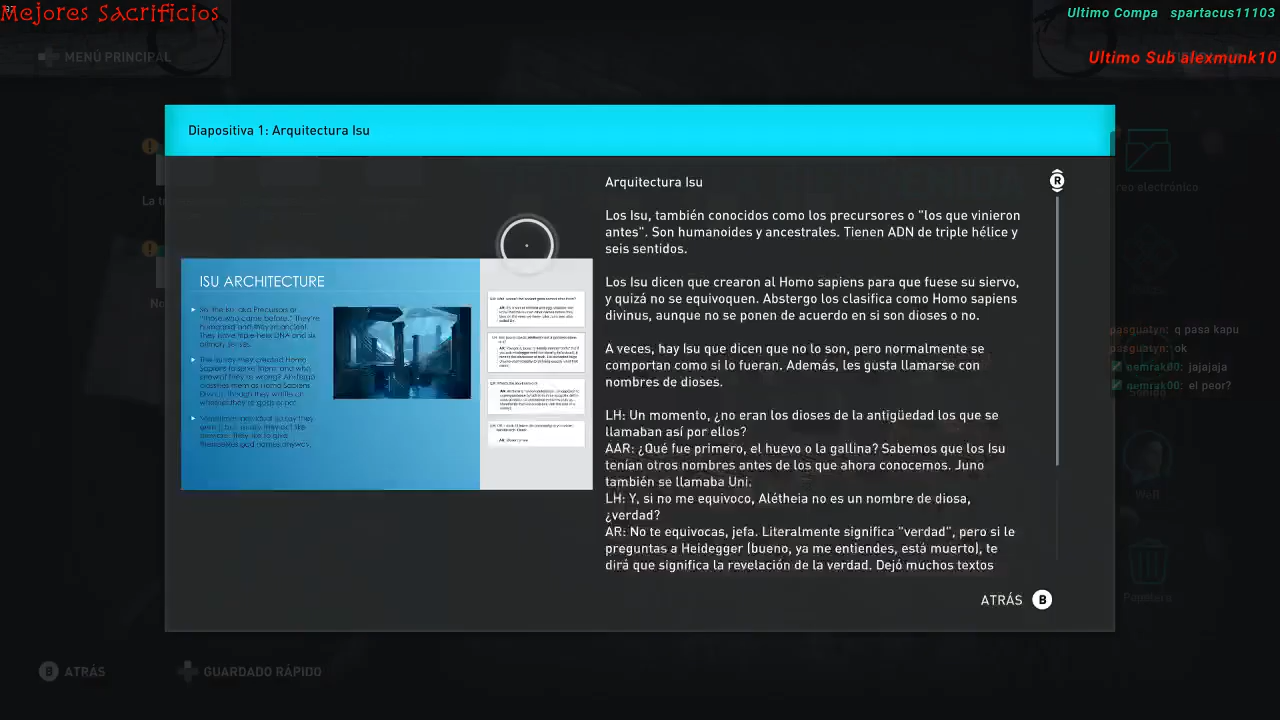 Mejores Sacrificios
Ultimo Compa spartacus11103
MENÚ PRINCIPAL
Ultimo Sub alexmunk10
Diapositiva 1: Arquitectura Isu
Arquitectura Isu
R
Los Isu, también conocidos como los precursores o "los que vinieron
antes". Son humanoides y ancestrales. Tienen ADN de triple hélice y
seis sentidos.
Los Isu dicen que crearon al Homo sapiens para que fuese su siervo,
y quizá no se equivoquen. Abstergo los clasifica como Homo sapiens
divinus, aunque no se ponen de acuerdo en si son dioses o no.
A veces, hay Isu que dicen que no lo son, pero normalmente se
comportan como si lo fueran. Además, les gusta llamarse con
nombres de dioses.
LH: Un momento, ¿no eran los dioses de la antigüedad los que se
llamaban así por ellos?
AAR: ¿Qué fue primero, el huevo o la gallina? Sabemos que los Isu
tenían otros nombres antes de los que ahora conocemos. Juno
también se llamaba Uni.
LH: Y, si no me equivoco, Alétheia no es un nombre de diosa,
¿verdad?
AR: No te equivocas, jefa. Literalmente significa "verdad", pero si le
preguntas a Heidegger (bueno, ya me entiendes, está muerto), te
dirá que significa la revelación de la verdad. Dejó muchos textos
ISU ARCHITECTURE
ATRÁS B
electrónico
pasguatyn: q pasa kapu
pasguatyn: ok
aemirak00: jajajaja
aemirak00: el peor?
Papelera
B ATRÁS
GUARDADO RÁPIDO